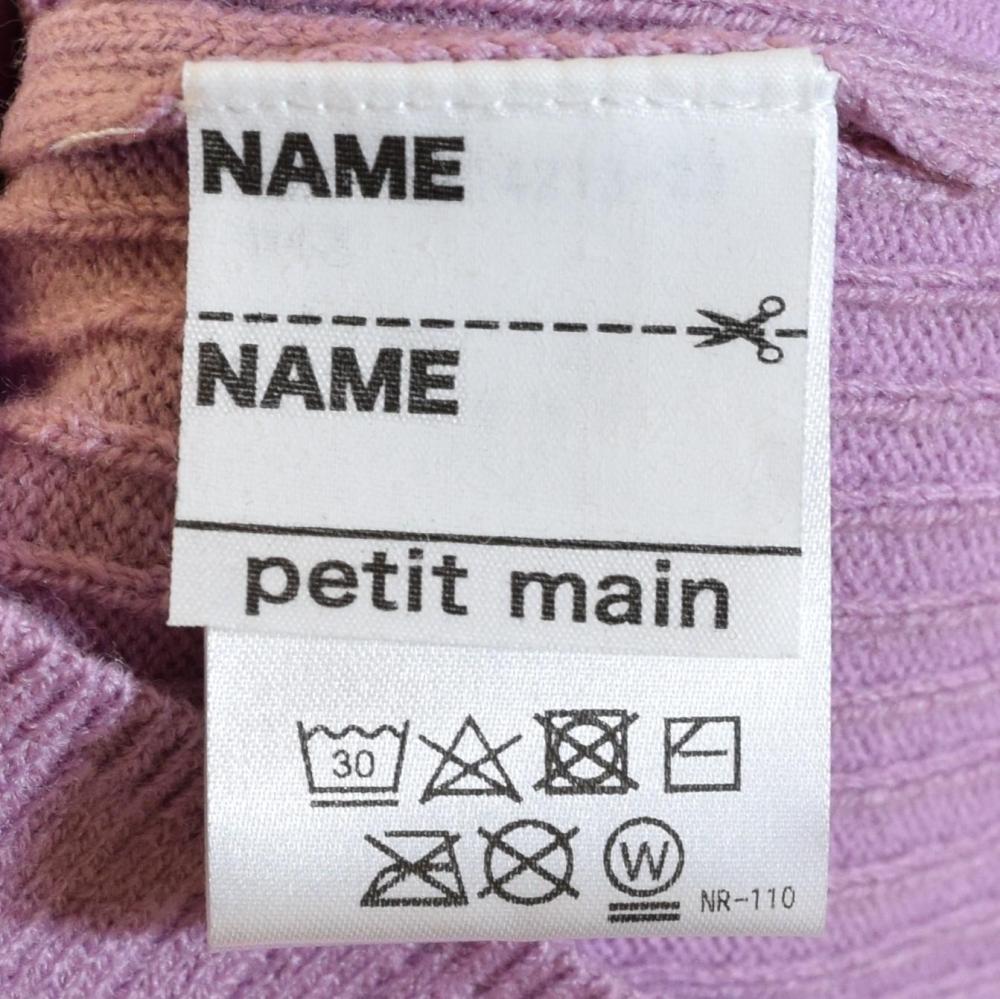 NAME
NAME
petit main
30
W
NR-110